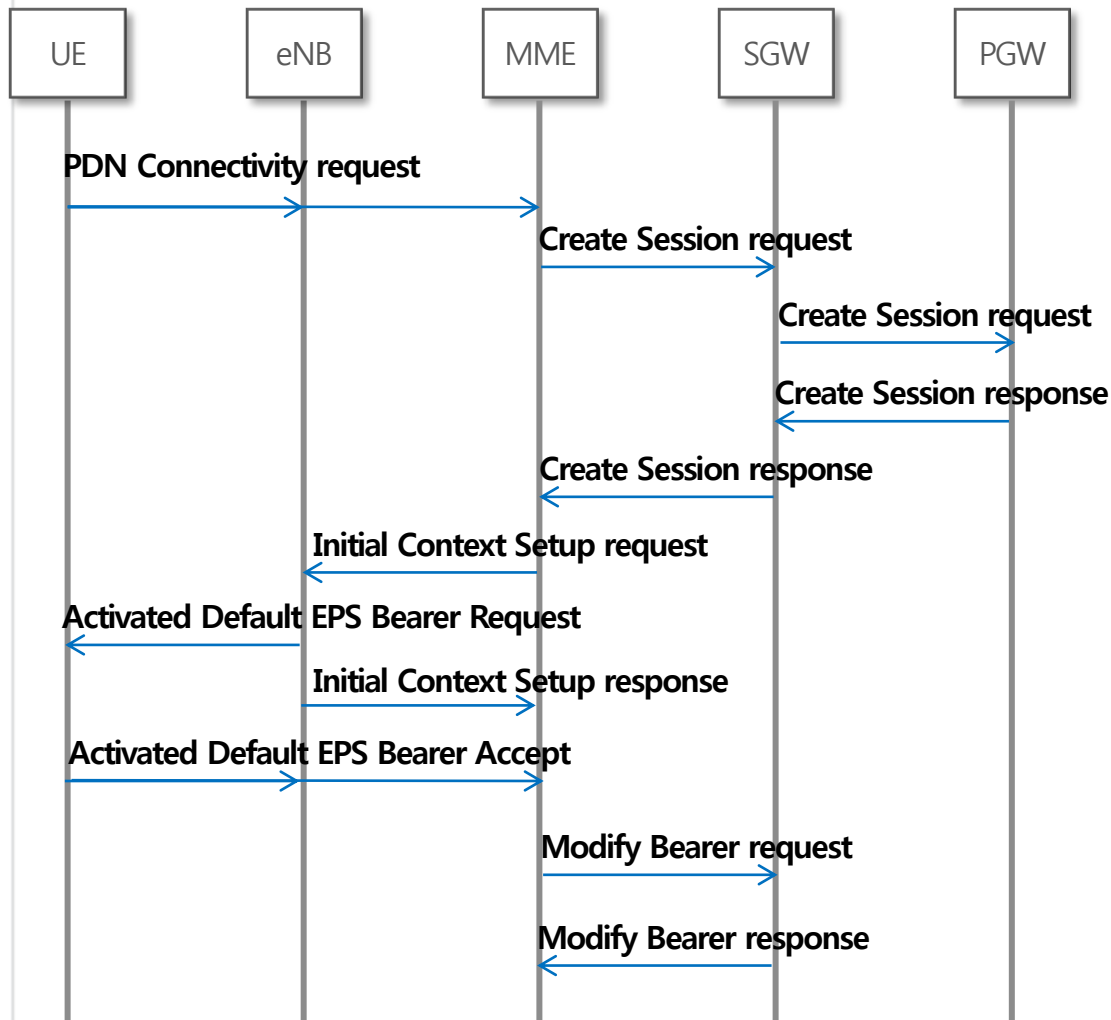 UE
eNB
MME
SGW
PGW
PDN Connectivity request
Create Session request
Create Session request
Create Session response
Create Session response
Initial Context Setup request
Activated Default EPS Bearer Request
Initial Context Setup response
Activated Default EPS Bearer Accept
Modify Bearer request
Modify Bearer response